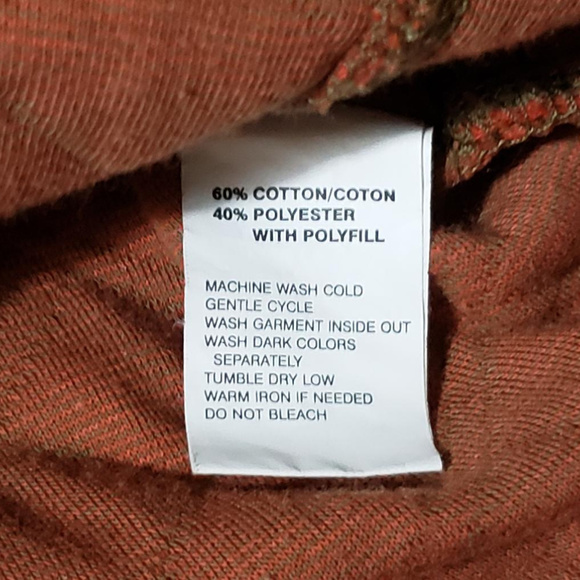 60% COTTON/COTON
40% POLYESTER
WITH POLYFILL
MACHINE WASH COLD
GENTLE CYCLE
WASH GARMENT INSIDE OUT
WASH DARK COLORS
SEPARATELY
TUMBLE DRY LOW
WARM IRON IF NEEDED
DO NOT BLEACH